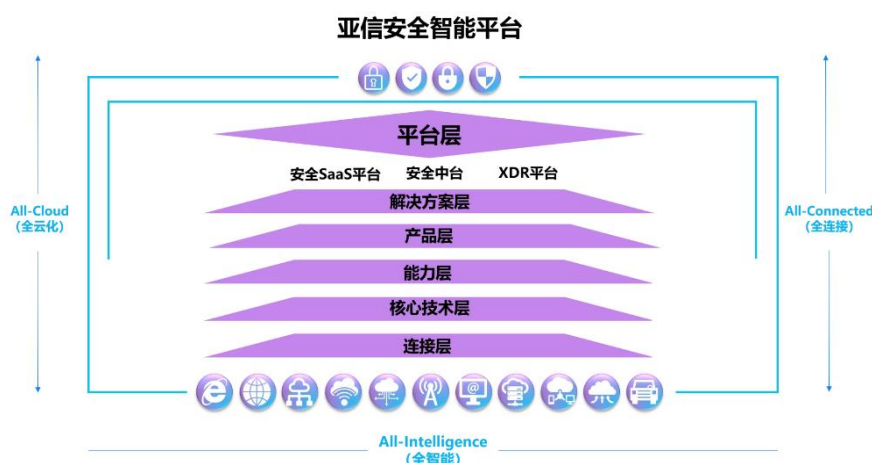 亚信安全智能平台
平台层
安全SaaS平台 安全中台 XDR平台
解决方案层
All-Cloud
（全云化）
All-Connected
（全连接）
产品层
能力层
核心技术层
连接层
All-Intelligence
（全智能）